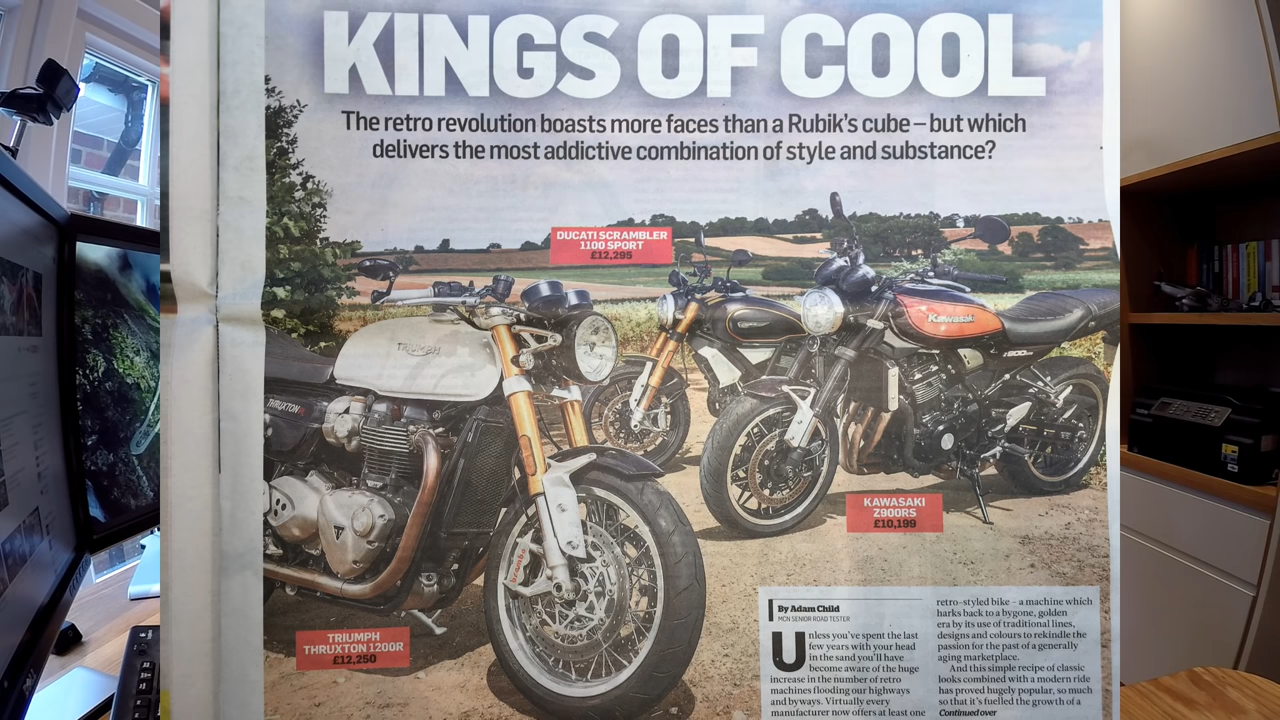 KINGS OF COOL
The retro revolution boasts more faces than a Rubik's cube – but which
delivers the most addictive combination of style and substance?
DUCATI SCRAMBLER
1100 SPORT
£12,295
TRIUMPH
Kawasaki
Z900RS
THRUXTON R
brembo
KAWASAKI
Z900RS
£10,199
TRIUMPH
THRUXTON 1200R
£12,250
By Adam Child
MCN SENIOR ROAD TESTER
Unless you've spent the last
few years with your head
in the sand you'll have
become aware of the huge
increase in the number of retro
machines flooding our highways
and byways. Virtually every
manufacturer now offers at least one
retro-styled bike – a machine which
harks back to a bygone, golden
era by its use of traditional lines,
designs and colours to rekindle the
passion for the past of a generally
aging marketplace.
And this simple recipe of classic
looks combined with a modern ride
has proved hugely popular, so much
so that it's fuelled the growth of a
Continued over